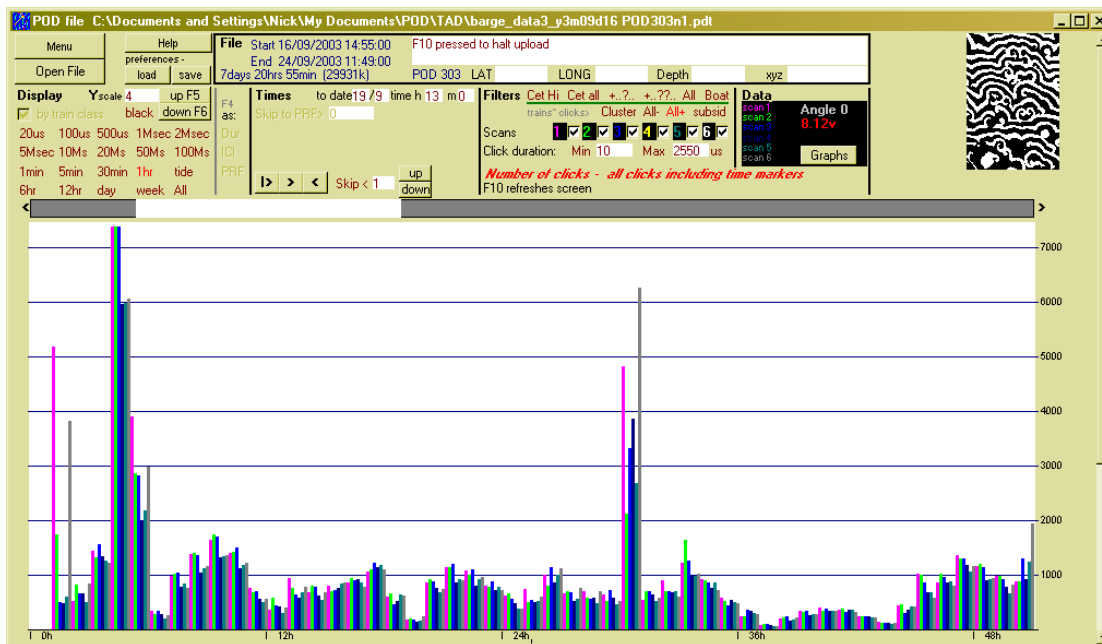 POD file C:\Documents and Settings\Nick\My Documents\POD\TAD\barge_data3_y3m09d16 POD303n1.pdt
Menu
Open File
Help
preferences -
load save
File Start 16/09/2003 14:55:00
End 24/09/2003 11:49:00
7days 20hrs 55min (29931k)
F10 pressed to halt upload
POD 303 LAT LONG Depth xyz
Display Yscale 4 up F5
by train class black down F6
20us 100us 500us 1Msec 2Msec
5Msec 10Ms 20Ms 50Ms 100Ms
1min 5min 30min 1hr tide
6hr 12hr day week All
F4
as:
Dur
ICI
PRF
Times to date 19 /9 time h 13 m 0
Skip to PRF> 0
|> > < Skip < 1 up
down
Filters Cet Hi Cet all +..?.. +..??.. All Boat
trains^ clicks> Cluster All- All+ subsid
Scans 1 2 3 4 5 6
Click duration: Min 10 Max 2550 us
Number of clicks - all clicks including time markers
F10 refreshes screen
Data
scan 1
scan 2
scan 3
scan 4
scan 5
scan 6
Angle 0
8.12v
Graphs
< >
7000
6000
5000
4000
3000
2000
1000
0h 12h 24h 36h 48h